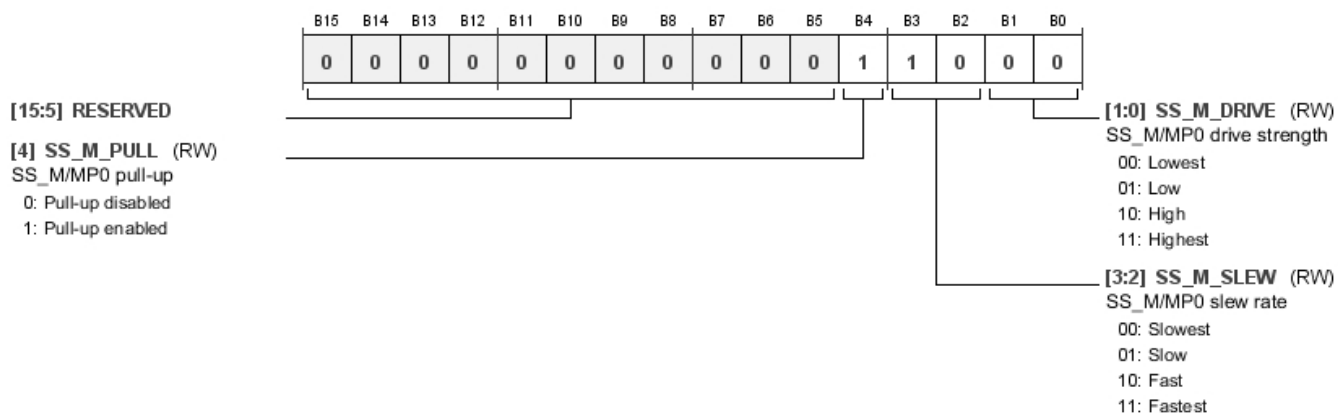 B15 B14 B13 B12 B11 B10 B9 B8 B7 B6 B5 B4 B3 B2 B1 B0
0 0 0 0 0 0 0 0 0 0 0 1 1 0 0 0
[15:5] RESERVED
[4] SS_M_PULL (RW)
SS_M/MP0 pull-up
0: Pull-up disabled
1: Pull-up enabled
[1:0] SS_M_DRIVE (RW)
SS_M/MP0 drive strength
00: Lowest
01: Low
10: High
11: Highest
[3:2] SS_M_SLEW (RW)
SS_M/MP0 slew rate
00: Slowest
01: Slow
10: Fast
11: Fastest